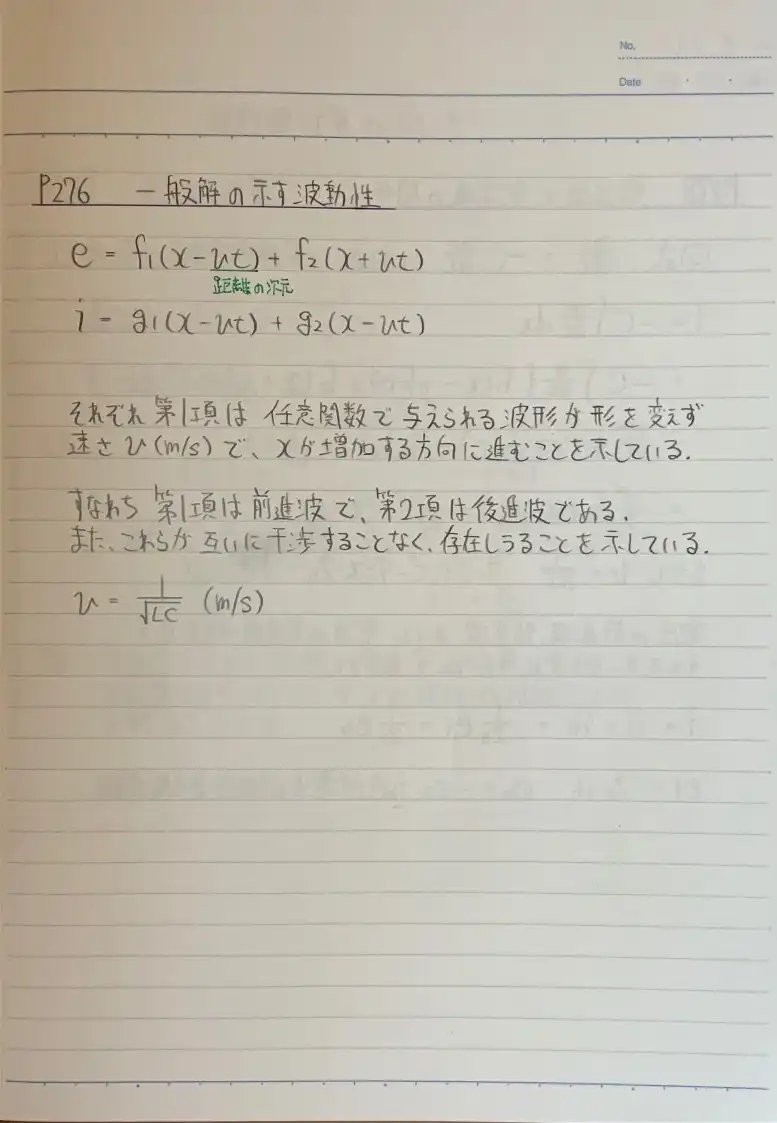 No.
Date
P276 一般解の示す波動性
e = f₁(x-vt) + f₂(x+vt)
距離の次元
i = g₁(x-vt) + g₂(x-vt)
それぞれ第1項は 任意関数で与えられる波形が形を変えず
速さ v (m/s) で、xが増加する方向に進むことを示している.
すなわち 第1項は前進波で、第2項は後進波である.
また、これらが互いに干渉することなく、存在しうることを示している.
v = 1/√LC (m/s)